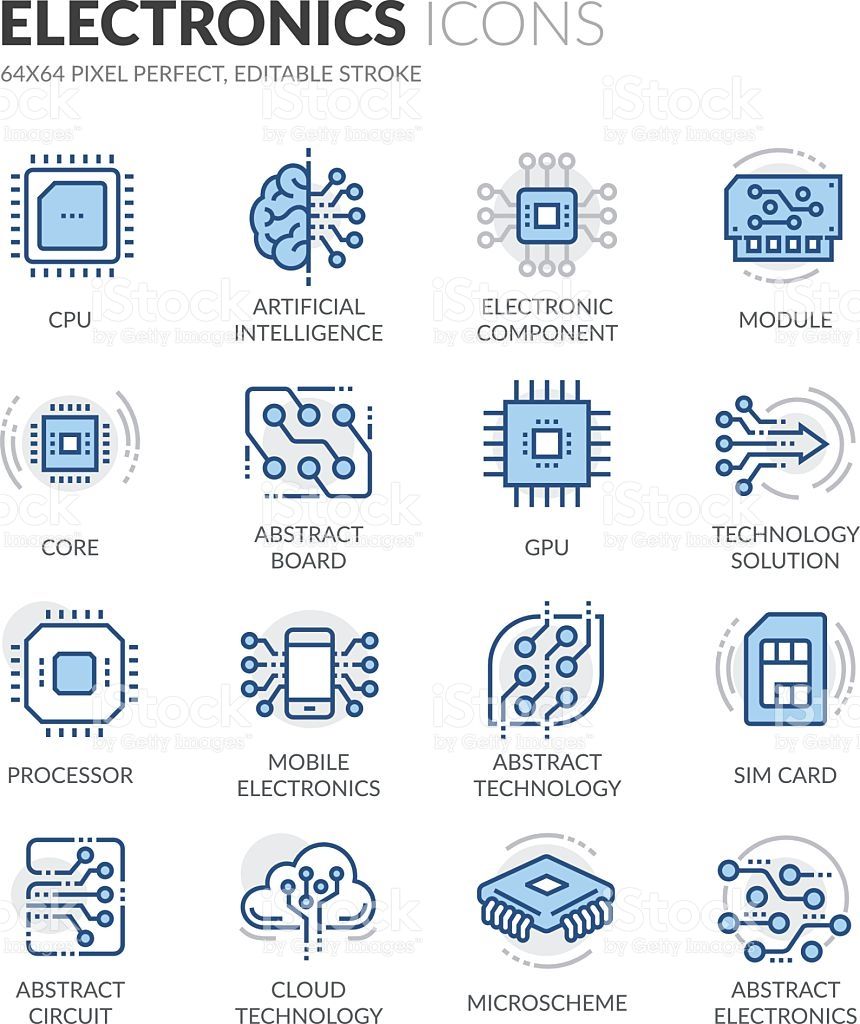 ELECTRONICS ICONS
64X64 PIXEL PERFECT, EDITABLE STROKE
iStock
by Getty Images™
CPU
ARTIFICIAL
INTELLIGENCE
ELECTRONIC
COMPONENT
MODULE
CORE
ABSTRACT
BOARD
GPU
TECHNOLOGY
SOLUTION
PROCESSOR
MOBILE
ELECTRONICS
ABSTRACT
TECHNOLOGY
SIM CARD
ABSTRACT
CIRCUIT
CLOUD
TECHNOLOGY
MICROSCHEME
ABSTRACT
ELECTRONICS